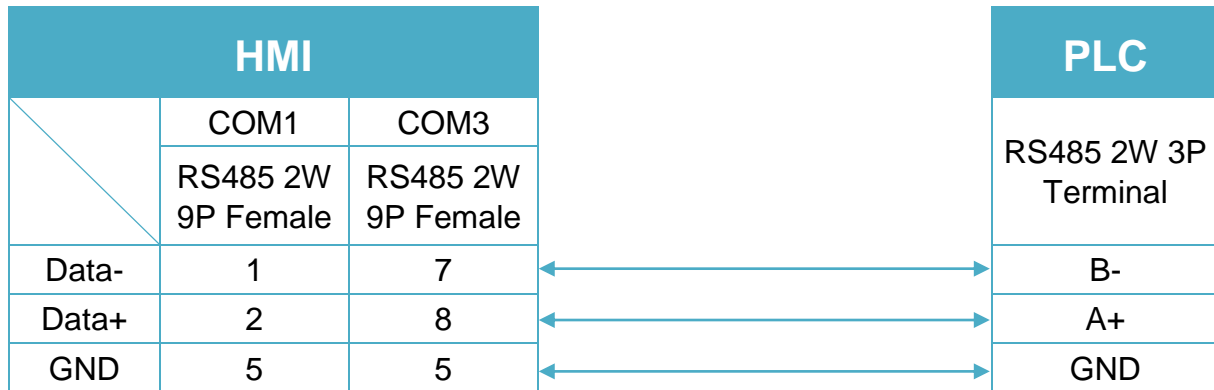 HMI
PLC
COM1 COM3
RS485 2W
9P Female
RS485 2W
9P Female
RS485 2W 3P
Terminal
Data- 1 7 B-
Data+ 2 8 A+
GND 5 5 GND